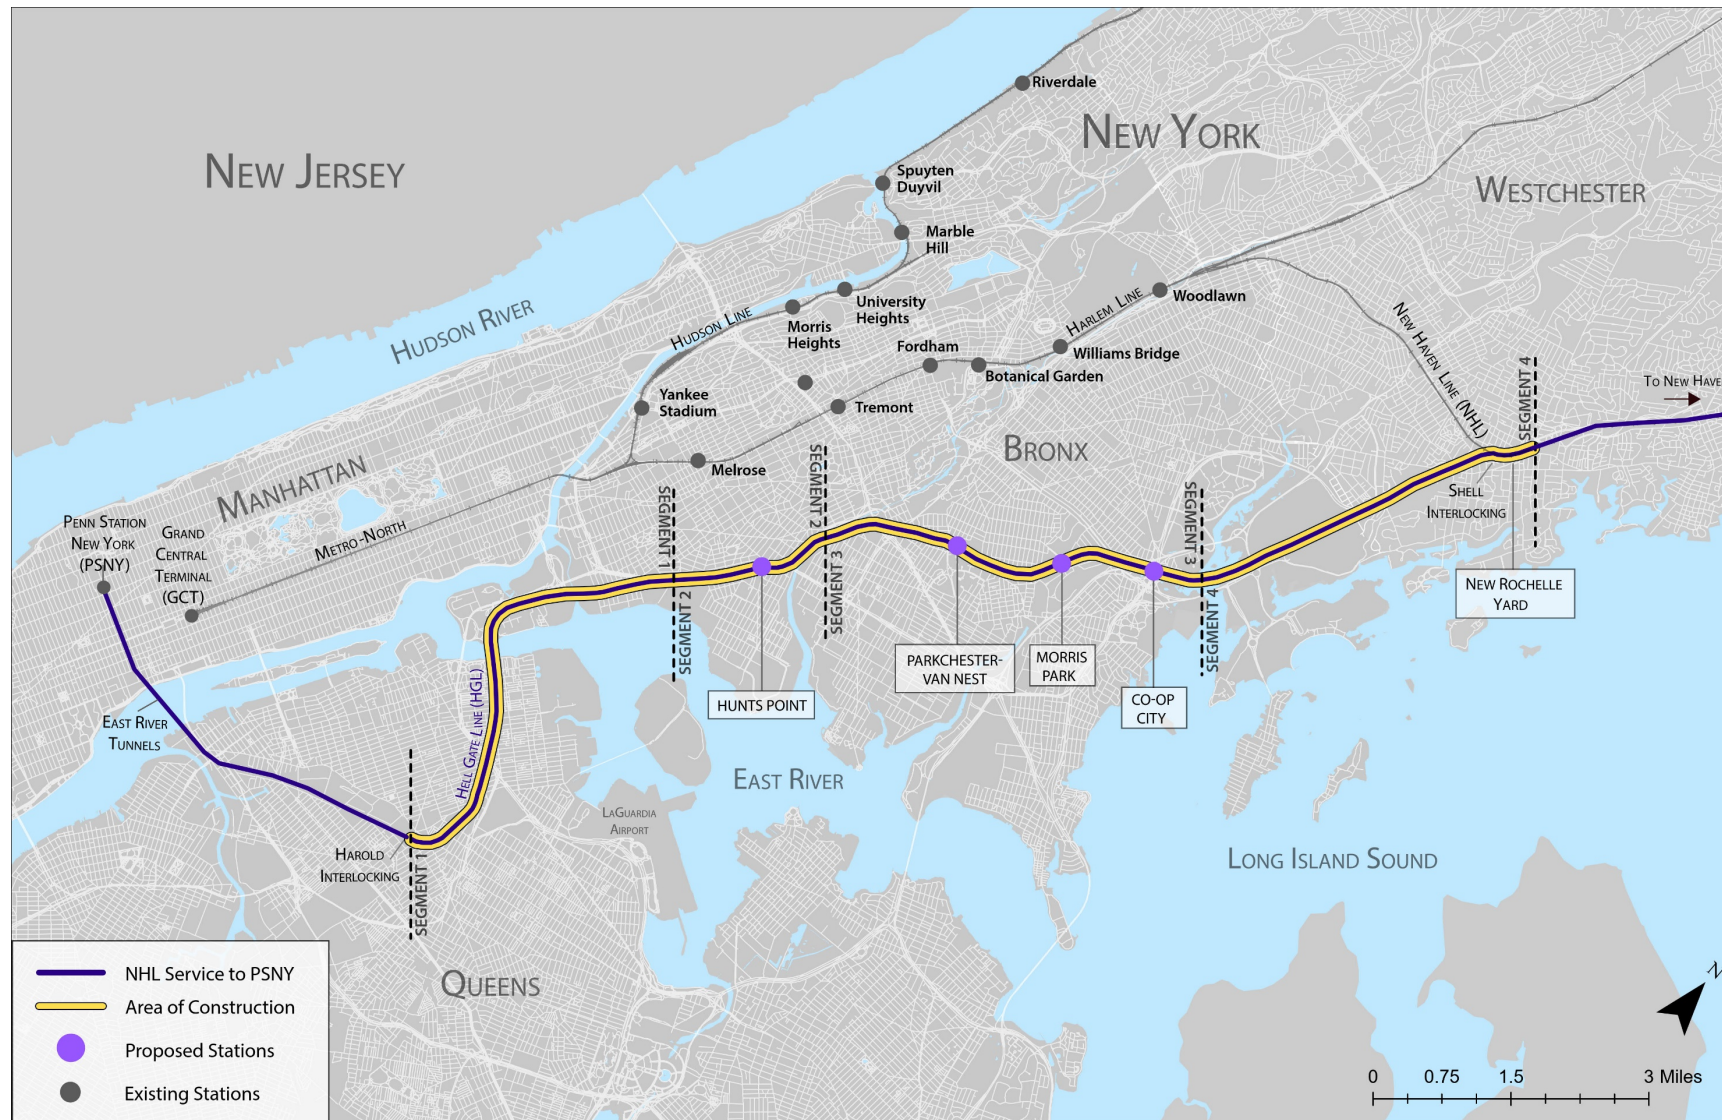 Riverdale
NEW YORK
NEW JERSEY
WESTCHESTER
Spuyten
Duyvil
Marble
Hill
HUDSON RIVER
HUDSON LINE
University
Heights
Morris
Heights
HARLEM LINE
Woodlawn
NEW HAVEN LINE (NHL)
Fordham
Williams Bridge
Botanical Garden
Yankee
Stadium
Tremont
Melrose
BRONX
TO NEW HAVE
SEGMENT 4
MANHATTAN
METRO-NORTH
PENN STATION
NEW YORK
(PSNY)
GRAND
CENTRAL
TERMINAL
(GCT)
SEGMENT 1
SEGMENT 2
SEGMENT 2
SEGMENT 3
SEGMENT 3
SEGMENT 4
SHELL
INTERLOCKING
NEW ROCHELLE
YARD
PARKCHESTER-
VAN NEST
MORRIS
PARK
HUNTS POINT
CO-OP
CITY
EAST RIVER
TUNNELS
HELL GATE LINE (HGL)
EAST RIVER
LAGUARDIA
AIRPORT
HAROLD
INTERLOCKING
SEGMENT 1
LONG ISLAND SOUND
QUEENS
NHL Service to PSNY
Area of Construction
Proposed Stations
Existing Stations
N
0 0.75 1.5 3 Miles